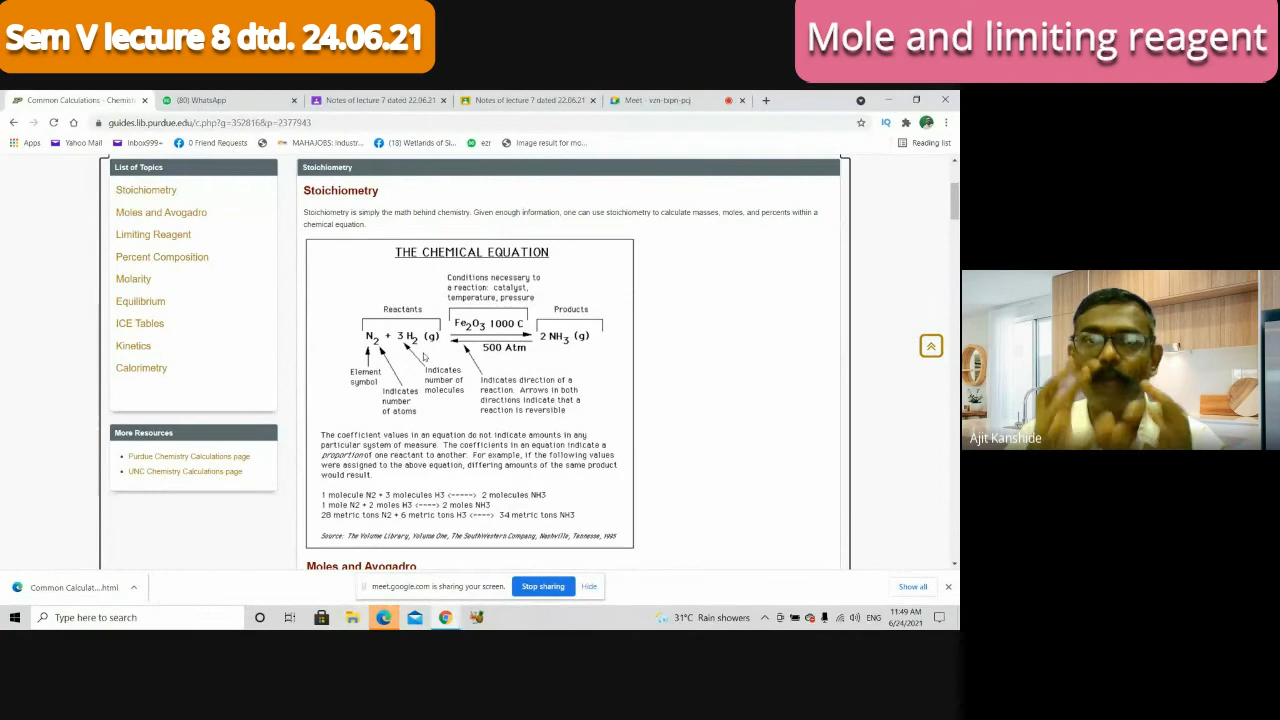 Sem V lecture 8 dtd. 24.06.21
Mole and limiting reagent
Common Calculations - Chemist
(80) WhatsApp
Notes of lecture 7 dated 22.06.21
Notes of lecture 7 dated 22.06.21
Meet - vzn-txpn-pcj
guides.lib.purdue.edu/c.php?g=352816&p=2377943
Apps
Yahoo Mail
Inbox999+
0 Friend Requests
MAHAJOBS: Industr...
(18) Wetlands of Si...
ezr
Image result for mo...
Reading list
List of Topics
Stoichiometry
Moles and Avogadro
Limiting Reagent
Percent Composition
Molarity
Equilibrium
ICE Tables
Kinetics
Calorimetry
More Resources
Purdue Chemistry Calculations page
UNC Chemistry Calculations page
Stoichiometry
Stoichiometry
Stoichiometry is simply the math behind chemistry. Given enough information, one can use stoichiometry to calculate masses, moles, and percents within a
chemical equation.
THE CHEMICAL EQUATION
Conditions necessary to
a reaction: catalyst,
temperature, pressure
Reactants
Products
N2 + 3 H2 (g)
Fe2O3 1000 C
500 Atm
2 NH3 (g)
Element
symbol
Indicates
number
of atoms
Indicates
number of
molecules
Indicates direction of a
reaction. Arrows in both
directions indicate that a
reaction is reversible
The coefficient values in an equation do not indicate amounts in any
particular system of measure. The coefficients in an equation indicate a
proportion of one reactant to another. For example, if the following values
were assigned to the above equation, differing amounts of the same product
would result.
1 molecule N2 + 3 molecules H3 <-----> 2 molecules NH3
1 mole N2 + 2 moles H3 <----> 2 moles NH3
28 metric tons N2 + 6 metric tons H3 <----> 34 metric tons NH3
Source: The Volume Library, Volume One, The SouthWestern Company, Nashville, Tennesse, 1985
Moles and Avogadro
Ajit Kanshide
Common Calculat....html
meet.google.com is sharing your screen.
Stop sharing
Hide
Show all
Type here to search
31°C Rain showers
ENG
11:49 AM
6/24/2021